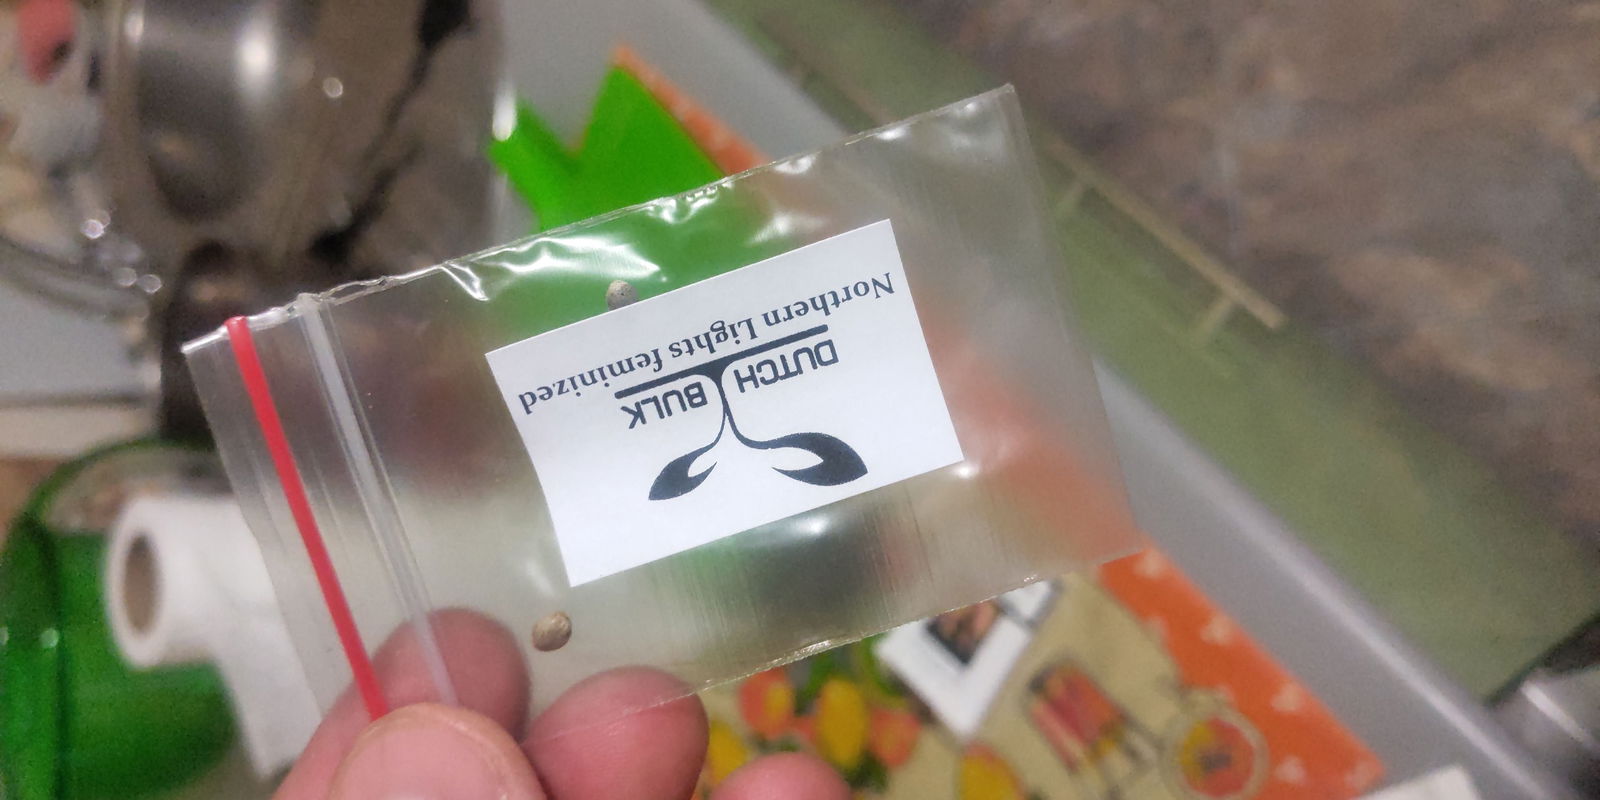 DUTCH BULK
Northern Lights feminized